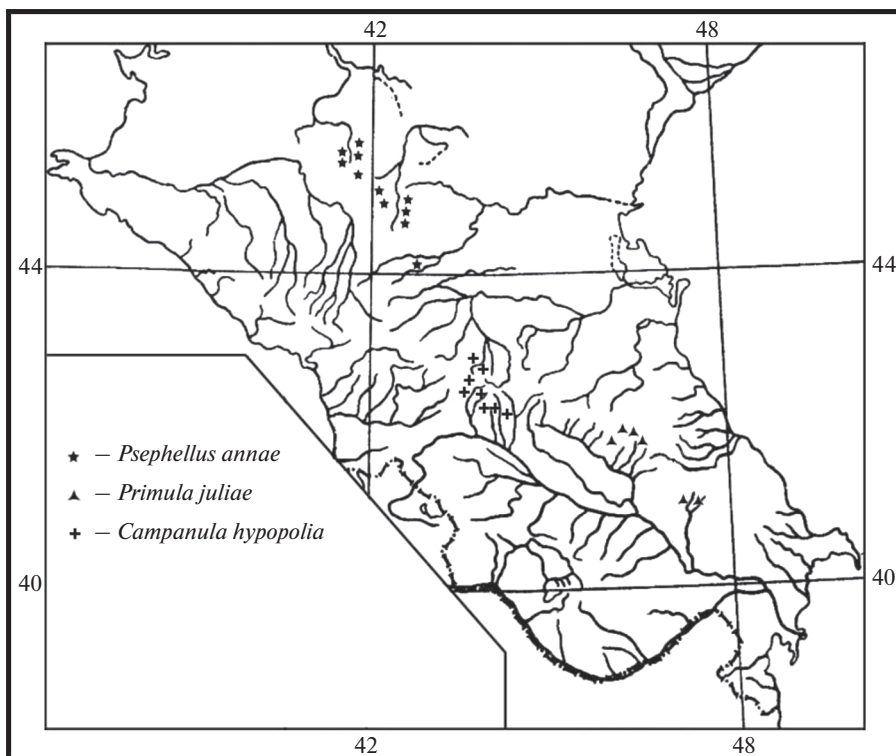 42 48
44 44
★ – Psephellus annae
▲ – Primula juliae
+ – Campanula hypopolia
40 40
42 48